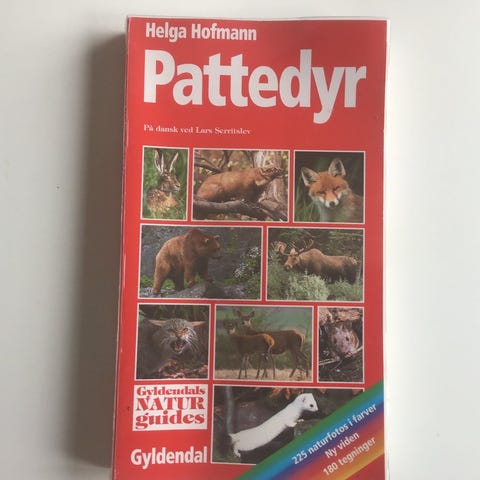 Helga Hofmann
Pattedyr
På dansk ved Lars Serritslev
Gyldendals
NATUR
guides
Gyldendal
225 naturfotos i farver
Ny viden
180 tegninger